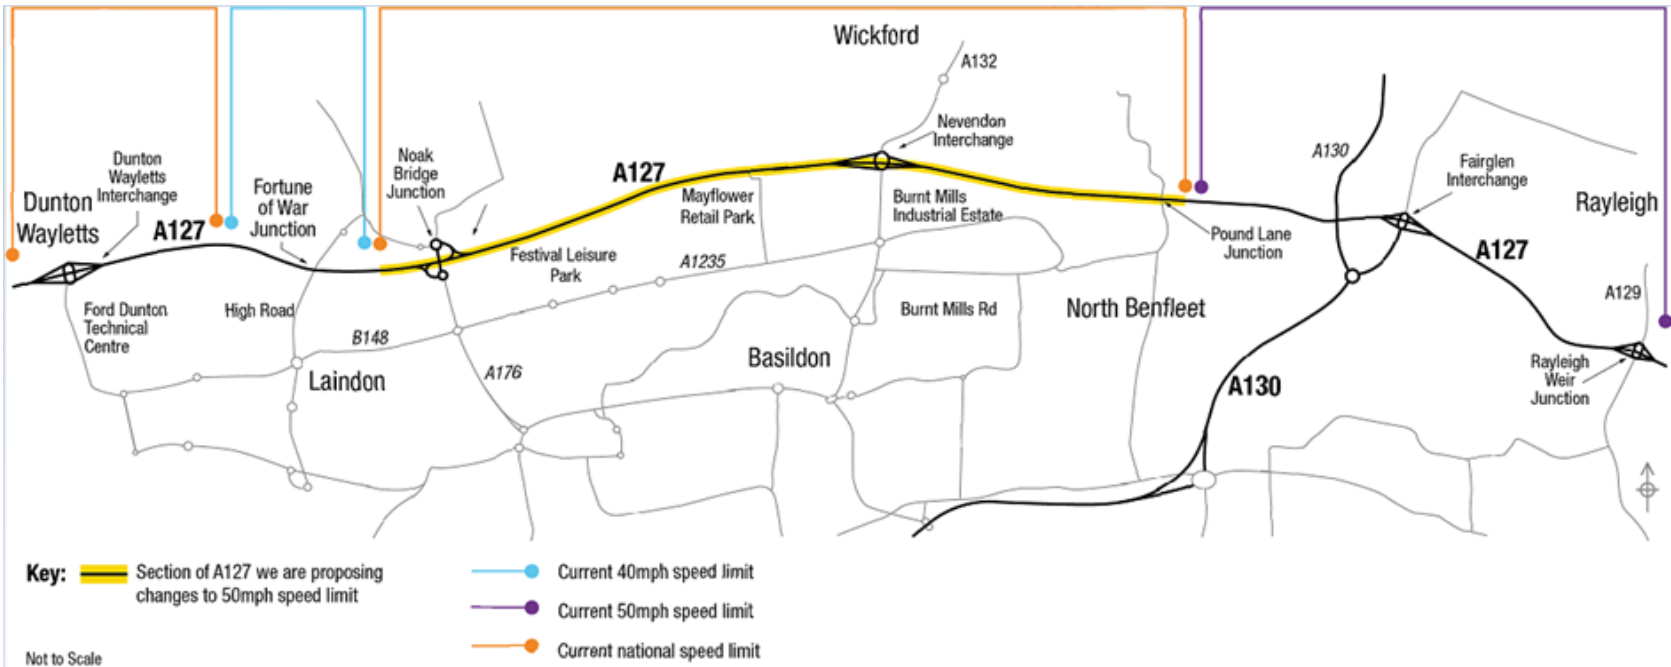 Wickford
A132
Nevendon
Interchange
A130
Fairglen
Interchange
Rayleigh
Dunton
Wayletts
Interchange
Dunton
Wayletts
A127
Fortune
of War
Junction
Noak
Bridge
Junction
A127
Mayflower
Retail Park
Burnt Mills
Industrial Estate
Pound Lane
Junction
A127
Festival Leisure
Park
A1235
A129
Ford Dunton
Technical
Centre
High Road
B148
Burnt Mills Rd
North Benfleet
Laindon
A176
Basildon
A130
Rayleigh
Weir
Junction
Key:
Section of A127 we are proposing
changes to 50mph speed limit
Current 40mph speed limit
Current 50mph speed limit
Current national speed limit
Not to Scale